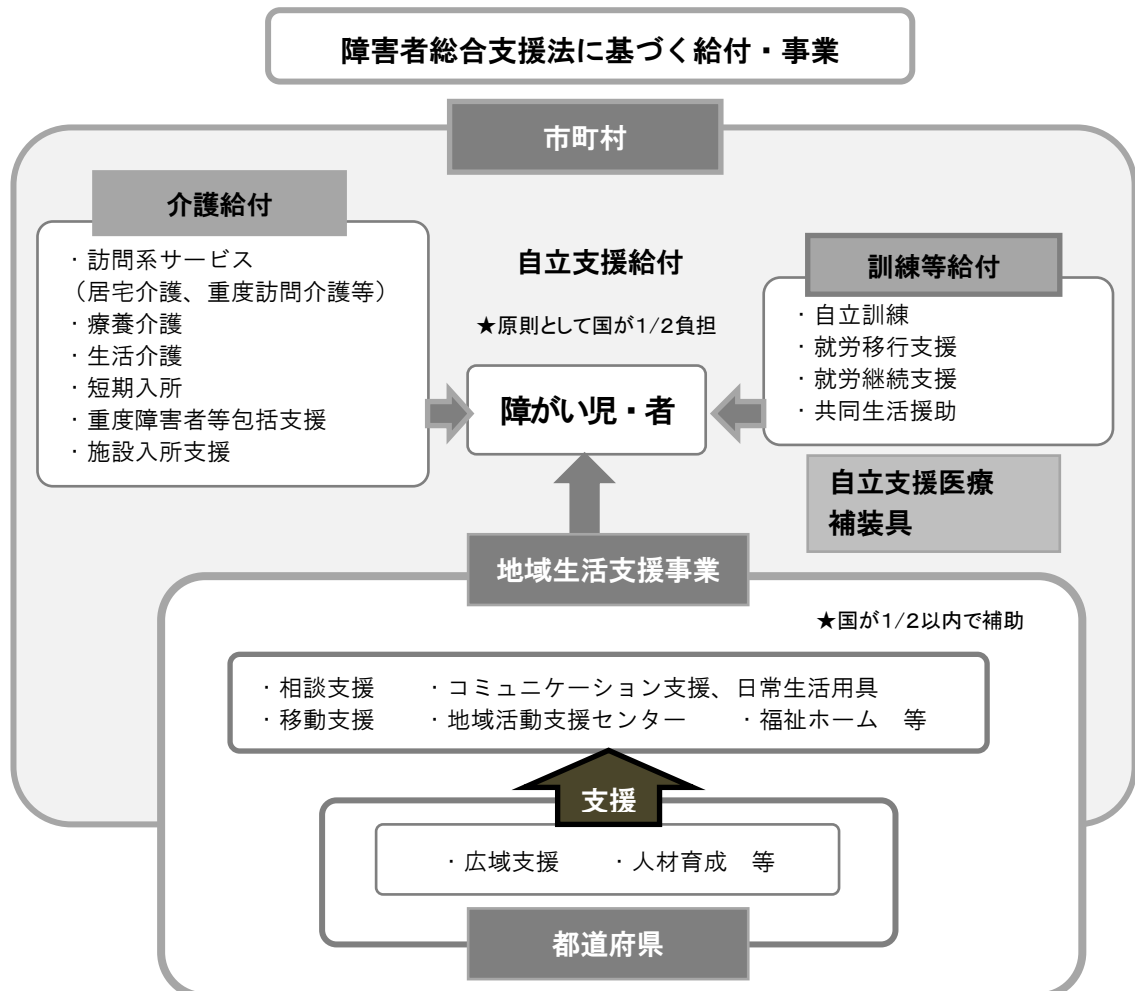 障害者総合支援法に基づく給付・事業
市町村
介護給付
・訪問系サービス
（居宅介護、重度訪問介護等）
・療養介護
・生活介護
・短期入所
・重度障害者等包括支援
・施設入所支援
自立支援給付
★原則として国が1/2負担
障がい児・者
訓練等給付
・自立訓練
・就労移行支援
・就労継続支援
・共同生活援助
自立支援医療
補装具
地域生活支援事業
★国が1/2以内で補助
・相談支援　・コミュニケーション支援、日常生活用具
・移動支援　・地域活動支援センター　・福祉ホーム　等
支援
・広域支援　・人材育成　等
都道府県